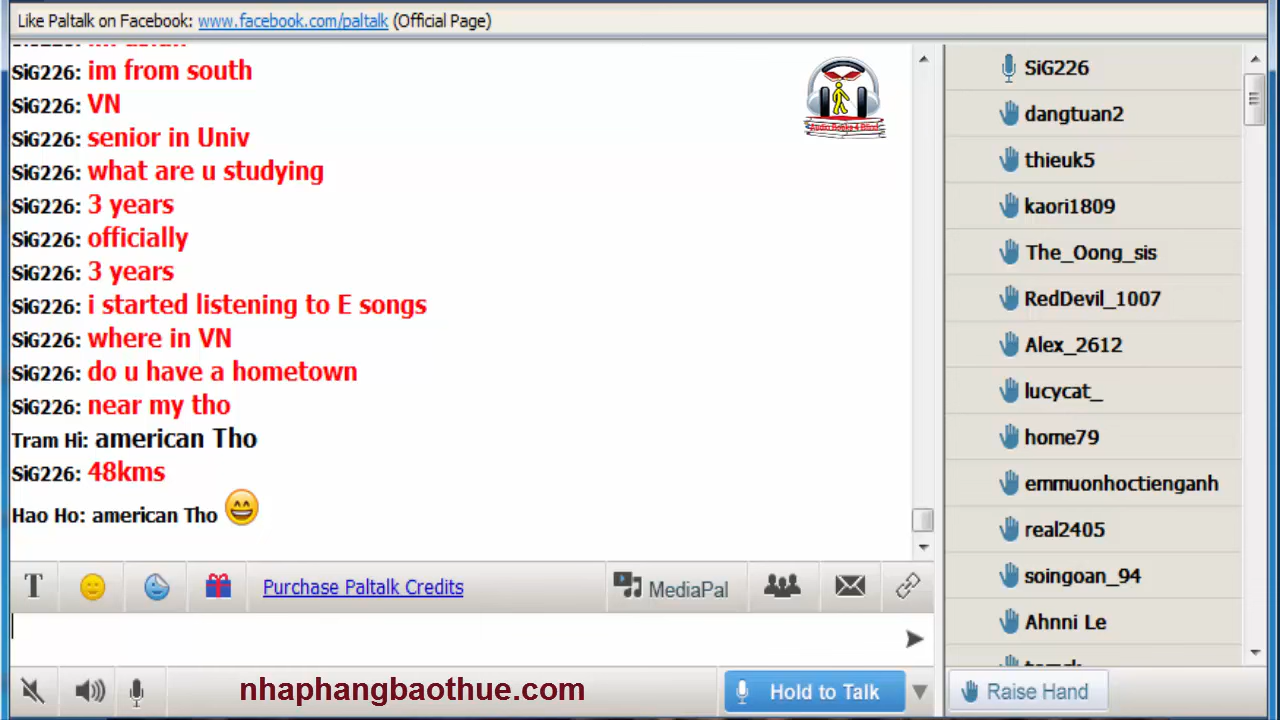 Like Paltalk on Facebook: www.facebook.com/paltalk (Official Page)
SiG226: im from south
SiG226: VN
SiG226: senior in Univ
SiG226: what are u studying
SiG226: 3 years
SiG226: officially
SiG226: 3 years
SiG226: i started listening to E songs
SiG226: where in VN
SiG226: do u have a hometown
SiG226: near my tho
Tram Hi: american Tho
SiG226: 48kms
Hao Ho: american Tho
SiG226
dangtuan2
thieuk5
kaori1809
The_Oong_sis
RedDevil_1007
Alex_2612
lucycat_
home79
emmuonhoctienganh
real2405
soingoan_94
Ahnni Le
T
Purchase Paltalk Credits
MediaPal
nhaphangbaothue.com
Hold to Talk
Raise Hand